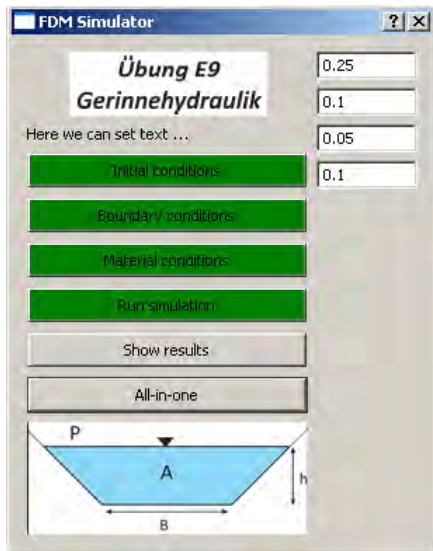 FDM Simulator
Übung E9
Gerinnehydraulik
Here we can set text ...
Initial conditions
Boundary conditions
Material conditions
Run simulation
Show results
All-in-one
0.25
0.1
0.05
0.1
P
A
h
B